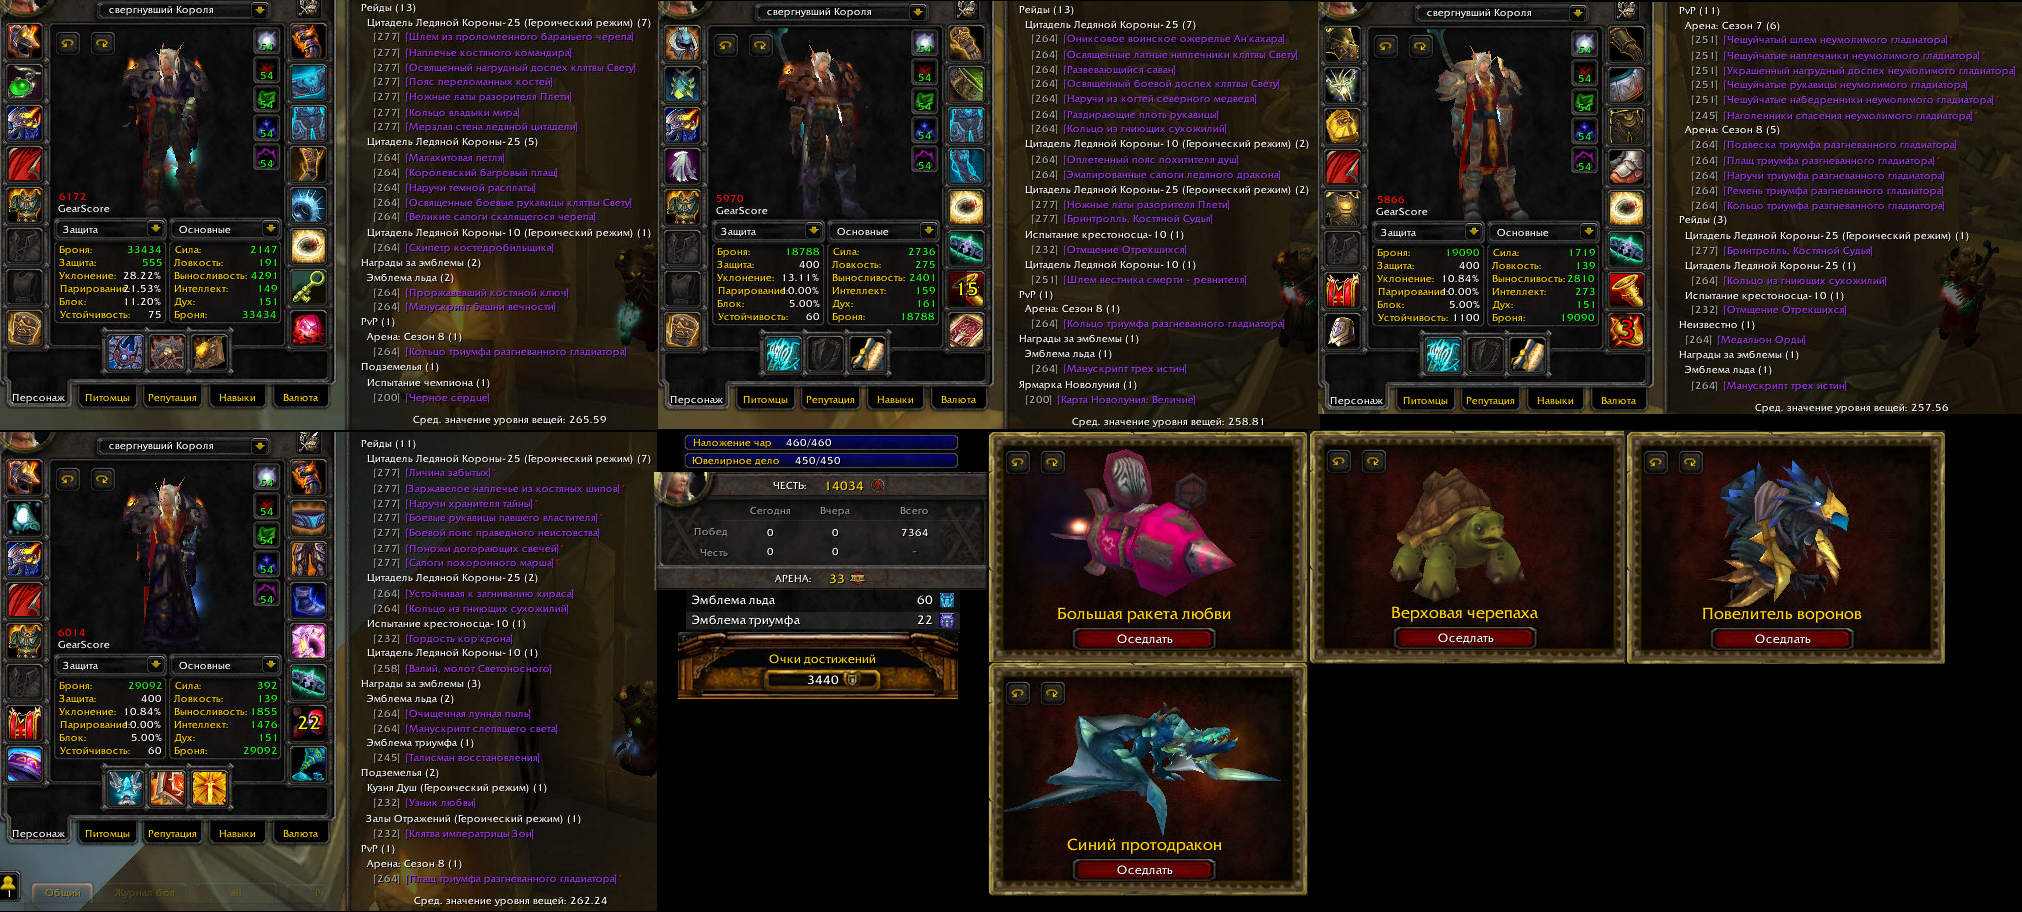 свергнувший Короля
6172
GearScore
Защита
Основные
Броня: 33434
Защита: 555
Уклонение: 28.22%
Парирование: 21.53%
Блок: 11.20%
Устойчивость: 75
Сила: 2147
Ловкость: 191
Выносливость: 4291
Интеллект: 149
Дух: 151
Броня: 33434
Персонаж Питомцы Репутация Навыки Валюта
Рейды (13)
Цитадель Ледяной Короны-25 (Героический режим) (7)
[277] [Шлем из проломленного бараньего черепа]
[277] [Наплечье костяного командира]
[277] [Освященный нагрудный доспех клятвы Свету]
[277] [Пояс переломанных костей]
[277] [Ножные латы разорителя Плети]
[277] [Кольцо владыки мира]
[277] [Мерзлая стена ледяной цитадели]
Цитадель Ледяной Короны-25 (5)
[264] [Малахитовая петля]
[264] [Королевский багровый плащ]
[264] [Наручи темной расплаты]
[264] [Освященные боевые рукавицы клятвы Свету]
[264] [Великие сапоги скалящегося черепа]
Цитадель Ледяной Короны-10 (Героический режим) (1)
[264] [Скипетр костедробильщика]
Награды за эмблемы (2)
Эмблема льда (2)
[264] [Проржавевший костяной ключ]
[264] [Манускрипт башни вечности]
PvP (1)
Арена: Сезон 8 (1)
[264] [Кольцо триумфа разгневанного гладиатора]
Подземелья (1)
Испытание чемпиона (1)
[200] [Черное сердце]
Сред. значение уровня вещей: 265.59
свергнувший Короля
5970
GearScore
Защита
Основные
Броня: 18788
Защита: 400
Уклонение: 13.11%
Парирование: 0.00%
Блок: 5.00%
Устойчивость: 60
Сила: 2736
Ловкость: 275
Выносливость: 2401
Интеллект: 159
Дух: 161
Броня: 18788
15
Персонаж Питомцы Репутация Навыки Валюта
Рейды (13)
Цитадель Ледяной Короны-25 (7)
[264] [Ониксовое воинское ожерелье Ан'кахара]
[264] [Освященные латные наплечники клятвы Свету]
[264] [Развевающийся саван]
[264] [Освященный боевой доспех клятвы Свету]
[264] [Наручи из когтей северного медведя]
[264] [Раздирающие плоть рукавицы]
[264] [Кольцо из гниющих сухожилий]
Цитадель Ледяной Короны-10 (Героический режим) (2)
[264] [Оплетенный пояс похитителя душ]
[264] [Эмалированные сапоги ледяного дракона]
Цитадель Ледяной Короны-25 (Героический режим) (2)
[277] [Ножные латы разорителя Плети]
[277] [Бринтролль, Костяной Судья]
Испытание крестоносца-10 (1)
[232] [Отмщение Отрекшихся]
Цитадель Ледяной Короны-10 (1)
[251] [Шлем вестника смерти - ревнителя]
PvP (1)
Арена: Сезон 8 (1)
[264] [Кольцо триумфа разгневанного гладиатора]
Награды за эмблемы (1)
Эмблема льда (1)
[264] [Манускрипт трех истин]
Ярмарка Новолуния (1)
[200] [Карта Новолуния: Величие]
Сред. значение уровня вещей: 258.81
свергнувший Короля
5866
GearScore
Защита
Основные
Броня: 19090
Защита: 400
Уклонение: 10.84%
Парирование: 0.00%
Блок: 5.00%
Устойчивость: 1100
Сила: 1719
Ловкость: 139
Выносливость: 2810
Интеллект: 273
Дух: 151
Броня: 19090
3
Персонаж Питомцы Репутация Навыки Валюта
PvP (11)
Арена: Сезон 7 (6)
[251] [Чешуйчатый шлем неумолимого гладиатора]
[251] [Чешуйчатые наплечники неумолимого гладиатора]
[251] [Украшенный нагрудный доспех неумолимого гладиатора]
[251] [Чешуйчатые рукавицы неумолимого гладиатора]
[251] [Чешуйчатые набедренники неумолимого гладиатора]
[245] [Наголенники спасения неумолимого гладиатора]
Арена: Сезон 8 (5)
[264] [Подвеска триумфа разгневанного гладиатора]
[264] [Плащ триумфа разгневанного гладиатора]
[264] [Наручи триумфа разгневанного гладиатора]
[264] [Ремень триумфа разгневанного гладиатора]
[264] [Кольцо триумфа разгневанного гладиатора]
Рейды (3)
Цитадель Ледяной Короны-25 (Героический режим) (1)
[277] [Бринтролль, Костяной Судья]
Цитадель Ледяной Короны-25 (1)
[264] [Кольцо из гниющих сухожилий]
Испытание крестоносца-10 (1)
[232] [Отмщение Отрекшихся]
Неизвестно (1)
[264] [Медальон Орды]
Награды за эмблемы (1)
Эмблема льда (1)
[264] [Манускрипт трех истин]
Сред. значение уровня вещей: 257.56
свергнувший Короля
6014
GearScore
Защита
Основные
Броня: 29092
Защита: 400
Уклонение: 10.84%
Парирование: 0.00%
Блок: 5.00%
Устойчивость: 60
Сила: 392
Ловкость: 139
Выносливость: 1855
Интеллект: 1476
Дух: 151
Броня: 29092
22
Персонаж Питомцы Репутация Навыки Валюта
1
Общий Журнал боя
Рейды (11)
Цитадель Ледяной Короны-25 (Героический режим) (7)
[277] [Личина забытых]
[277] [Заржавелое наплечье из костяных шипов]
[277] [Наручи хранителя тайны]
[277] [Боевые рукавицы павшего властителя]
[277] [Боевой пояс праведного неистовства]
[277] [Поножи догорающих свечей]
[277] [Сапоги похоронного марша]
Цитадель Ледяной Короны-25 (2)
[264] [Устойчивая к загниванию кираса]
[264] [Кольцо из гниющих сухожилий]
Испытание крестоносца-10 (1)
[232] [Гордость кор'крона]
Цитадель Ледяной Короны-10 (1)
[258] [Валий, молот Светоносного]
Награды за эмблемы (3)
Эмблема льда (2)
[264] [Очищенная лунная пыль]
[264] [Манускрипт слепящего света]
Эмблема триумфа (1)
[245] [Талисман восстановления]
Подземелья (2)
Кузня Душ (Героический режим) (1)
[232] [Узник любви]
Залы Отражений (Героический режим) (1)
[232] [Клятва императрицы Зои]
PvP (1)
Арена: Сезон 8 (1)
[264] [Плащ триумфа разгневанного гладиатора]
Сред. значение уровня вещей: 262.24
Наложение чар 460/460
Ювелирное дело 450/450
ЧЕСТЬ: 14034
Сегодня Вчера Всего
Побед 0 0 7364
Честь 0 0 -
АРЕНА: 33
Эмблема льда 60
Эмблема триумфа 22
Очки достижений
3440
Большая ракета любви
Оседлать
Верховая черепаха
Оседлать
Повелитель воронов
Оседлать
Синий протодракон
Оседлать